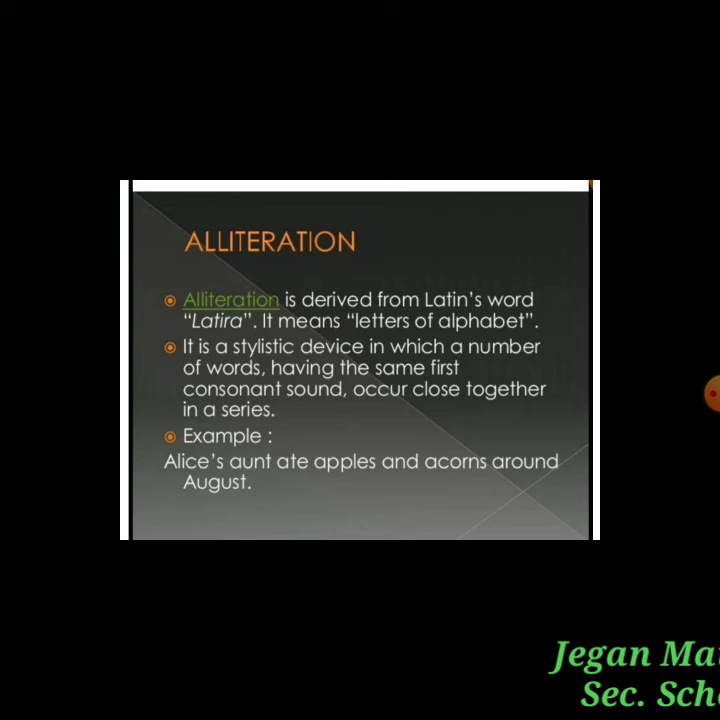 ALLITERATION
Alliteration is derived from Latin's word
“Latira”. It means “letters of alphabet”.
It is a stylistic device in which a number
of words, having the same first
consonant sound, occur close together
in a series.
Example :
Alice's aunt ate apples and acorns around
August.
Jegan
Sec.